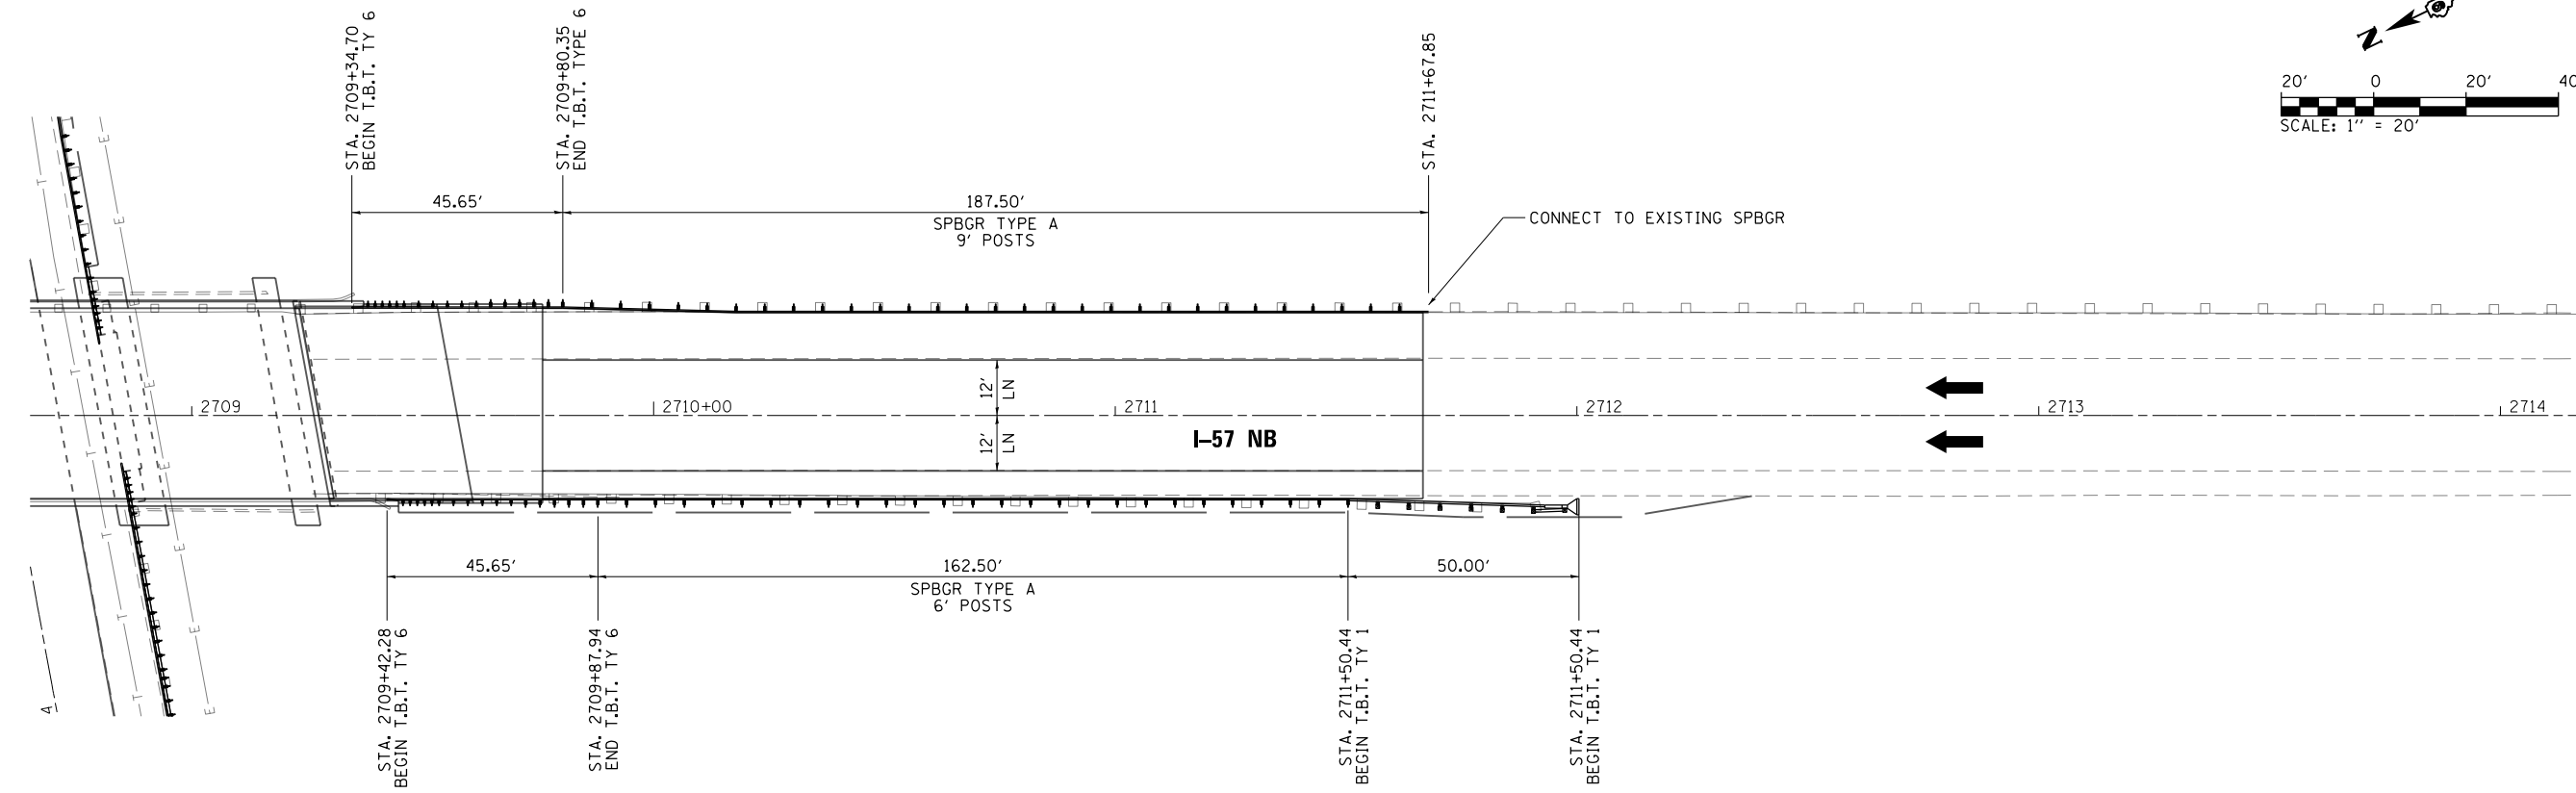 STA. 2709+34.70
BEGIN T.B.T. TY 6
STA. 2709+80.35
END T.B.T. TYPE 6
STA. 2711+67.85
N
20' 0 20' 40
SCALE: 1" = 20'
45.65'
187.50'
SPBGR TYPE A
9' POSTS
CONNECT TO EXISTING SPBGR
T
E
E
T
T
E
E
T
E
T
E
T
E
12'
LN
2709
2710+00
2711
2712
2713
2714
12'
LN
I-57 NB
45.65'
162.50'
50.00'
SPBGR TYPE A
6' POSTS
A
STA. 2709+42.28
BEGIN T.B.T. TY 6
STA. 2709+87.94
END T.B.T. TY 6
STA. 2711+50.44
BEGIN T.B.T. TY 1
STA. 2711+50.44
BEGIN T.B.T. TY 1